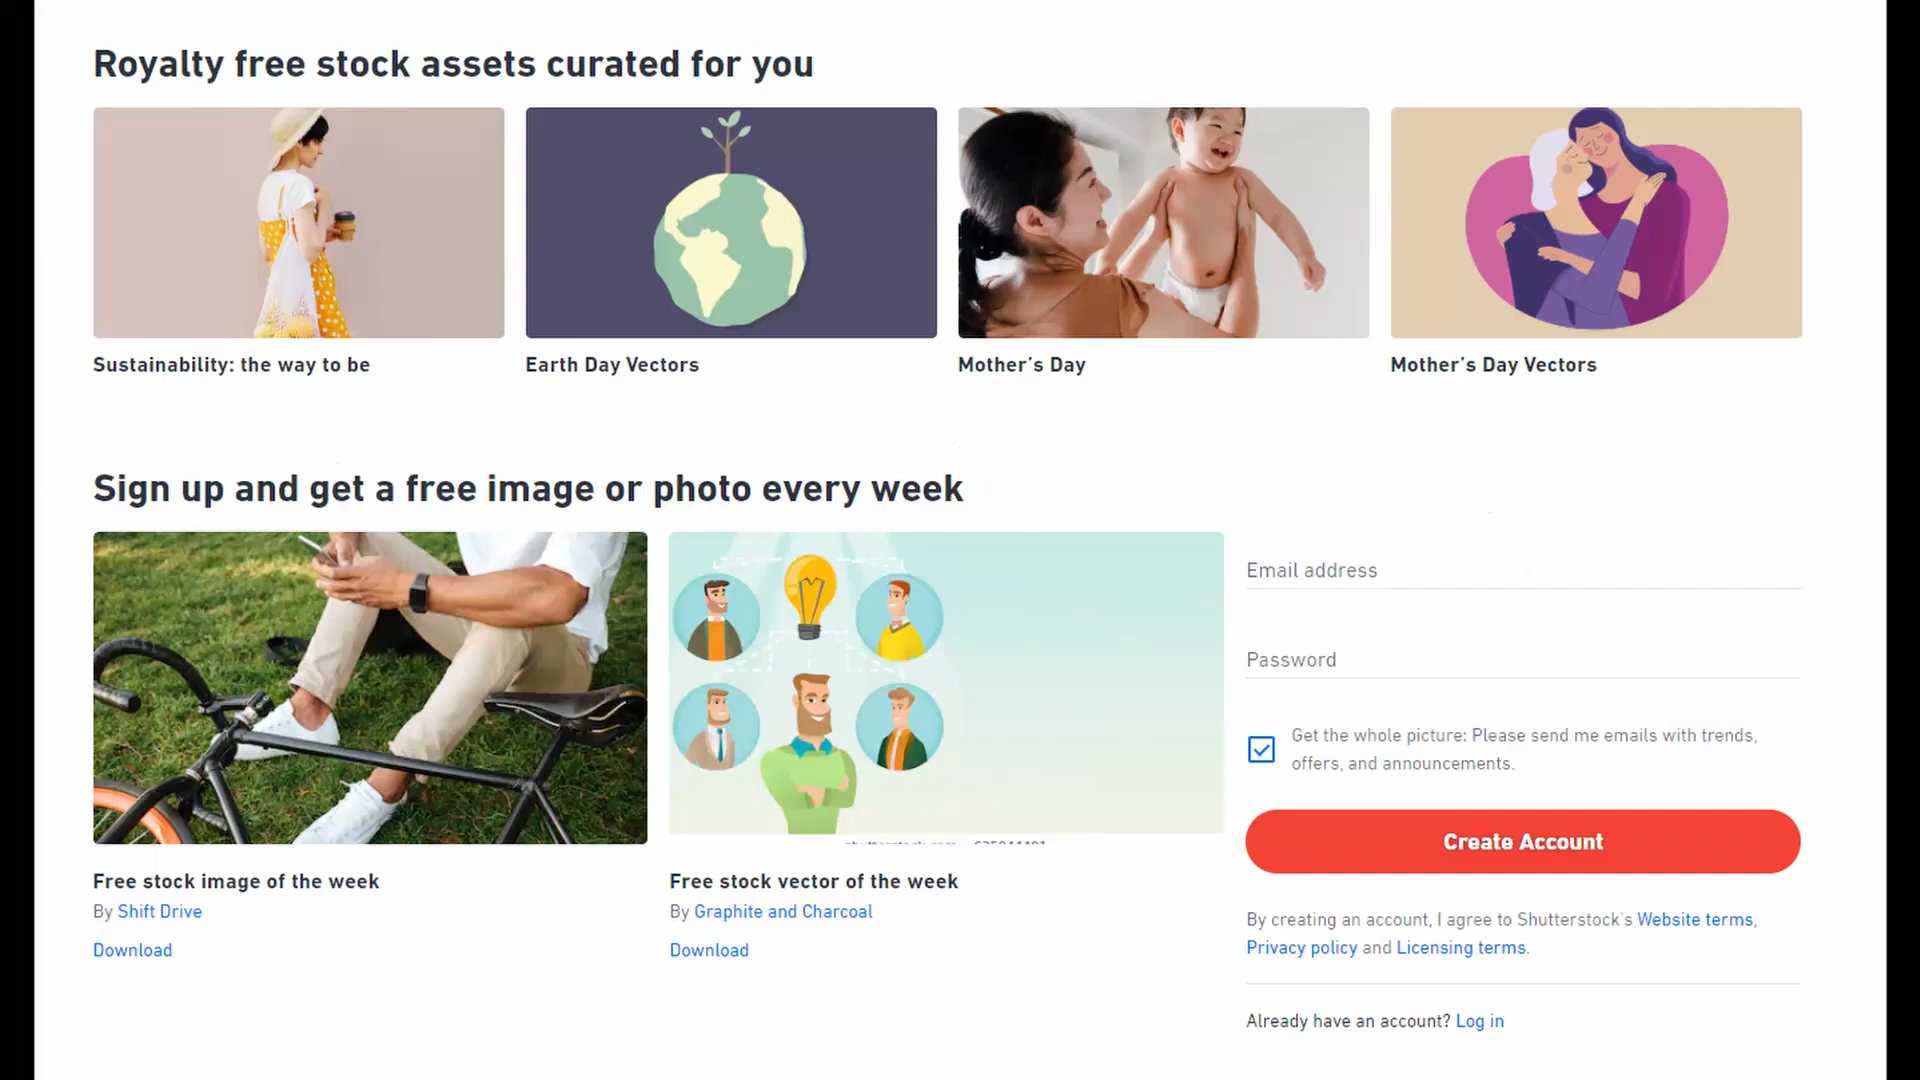 Royalty free stock assets curated for you
Sustainability: the way to be
Earth Day Vectors
Mother's Day
Mother's Day Vectors
Sign up and get a free image or photo every week
Email address
Password
Get the whole picture: Please send me emails with trends,
offers, and announcements.
Create Account
By creating an account, I agree to Shutterstock's Website terms,
Privacy policy and Licensing terms.
Already have an account? Log in
Free stock image of the week
By Shift Drive
Download
Free stock vector of the week
By Graphite and Charcoal
Download